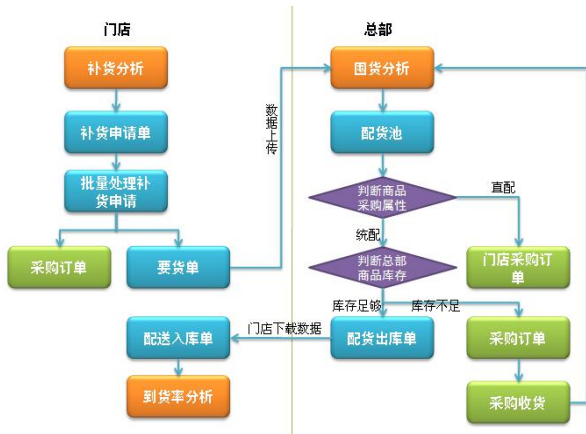 门店
总部
补货分析
囤货分析
数据上传
补货申请单
配货池
批量处理补
货申请
判断商品
采购属性
直配
统配
采购订单
要货单
判断总部
商品库存
门店采购订
单
库存足够
库存不足
配送入库单
门店下载数据
配货出库单
采购订单
到货率分析
采购收货